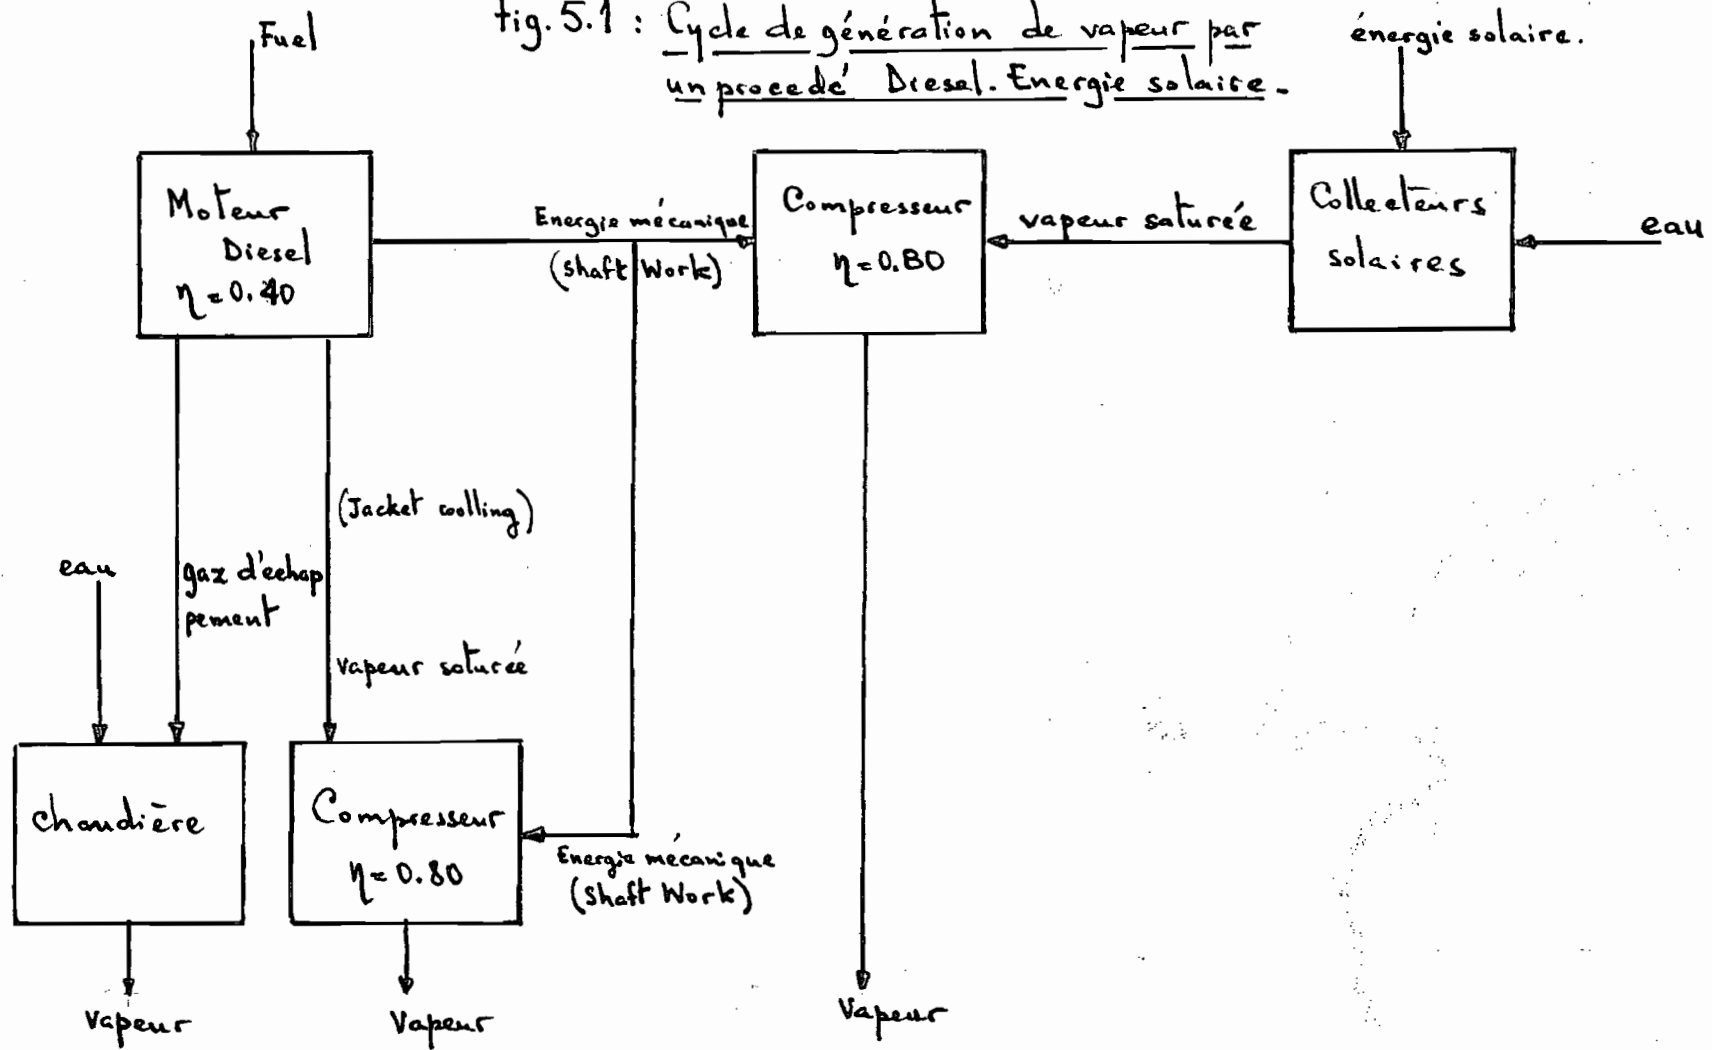 Fuel
fig. 5.1 : Cycle de génération de vapeur par
un procedé Diesel. Energie solaire.
énergie solaire.
Moteur
Diesel
η = 0.40
Energie mécanique
(shaft Work)
Compresseur
η = 0.80
vapeur saturée
Collecteurs
solaires
eau
(Jacket coolling)
eau
gaz d'échap
pement
vapeur saturée
chaudière
Compresseur
η = 0.80
Energie mécanique
(Shaft Work)
vapeur
Vapeur
Vapeur